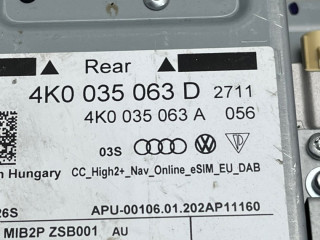 Rear
4K0 035 063 D 2711
4K0 035 063 A 056
03S
Hungary CC_High2+_Nav_Online_eSIM_EU_DAB
26S APU-00106.01.202AP11160
MIB2P ZSB001 AU